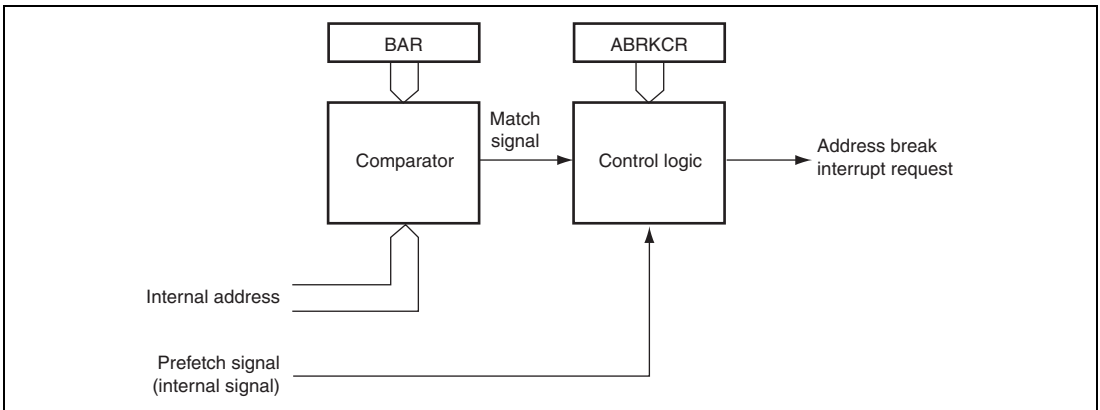 BAR
ABRKCR
Match
signal
Comparator
Control logic
Address break
interrupt request
Internal address
Prefetch signal
(internal signal)